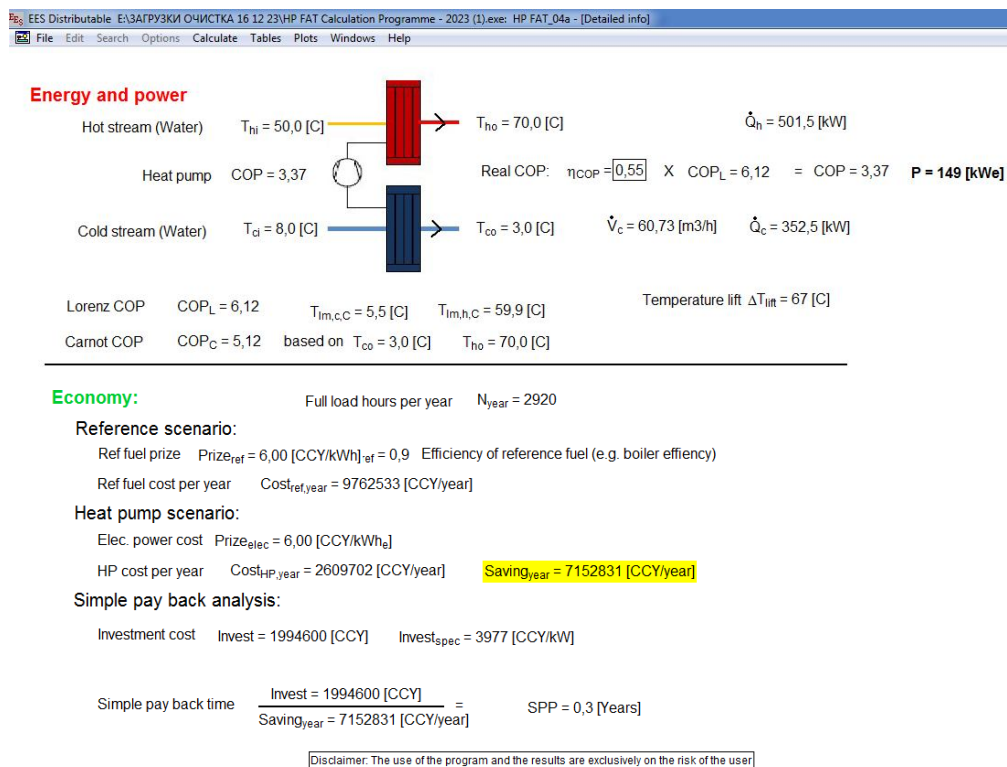 EES Distributable E:\ЗАГРУЗКИ ОЧИСТКА 16 12 23\HP FAT Calculation Programme - 2023 (1).exe: HP FAT_04a - [Detailed info]
File Edit Search Options Calculate Tables Plots Windows Help
Energy and power
Hot stream (Water) Thi = 50,0 [C] Tho = 70,0 [C] Q̇h = 501,5 [kW]
Heat pump COP = 3,37 Real COP: ηCOP = 0,55 X COPL = 6,12 = COP = 3,37 P = 149 [kWe]
Cold stream (Water) Tci = 8,0 [C] Tco = 3,0 [C] V̇c = 60,73 [m3/h] Q̇c = 352,5 [kW]
Lorenz COP COPL = 6,12 Tlm,c,C = 5,5 [C] Tlm,h,C = 59,9 [C] Temperature lift ΔTlift = 67 [C]
Carnot COP COPC = 5,12 based on Tco = 3,0 [C] Tho = 70,0 [C]
Economy: Full load hours per year Nyear = 2920
Reference scenario:
Ref fuel prize Prizeref = 6,00 [CCY/kWh] ref = 0,9 Efficiency of reference fuel (e.g. boiler effiency)
Ref fuel cost per year Costref,year = 9762533 [CCY/year]
Heat pump scenario:
Elec. power cost Prizeelec = 6,00 [CCY/kWhe]
HP cost per year CostHP,year = 2609702 [CCY/year] Savingyear = 7152831 [CCY/year]
Simple pay back analysis:
Investment cost Invest = 1994600 [CCY] Investspec = 3977 [CCY/kW]
Simple pay back time Invest = 1994600 [CCY] = SPP = 0,3 [Years]
Savingyear = 7152831 [CCY/year]
Disclaimer: The use of the program and the results are exclusively on the risk of the user